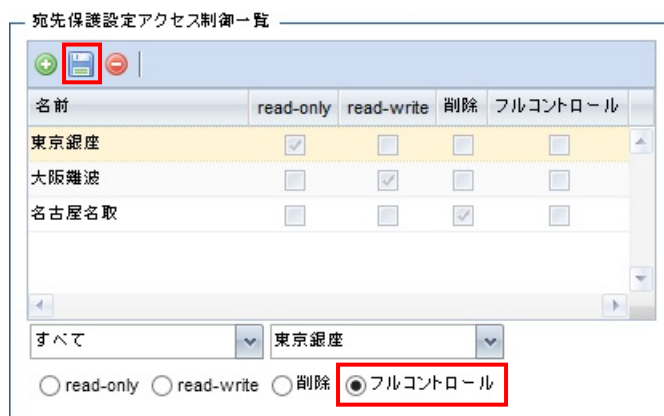 宛先保護設定アクセス制御一覧
名前 read-only read-write 削除 フルコントロール
東京銀座
大阪難波
名古屋名取
すべて 東京銀座
read-only read-write 削除 フルコントロール